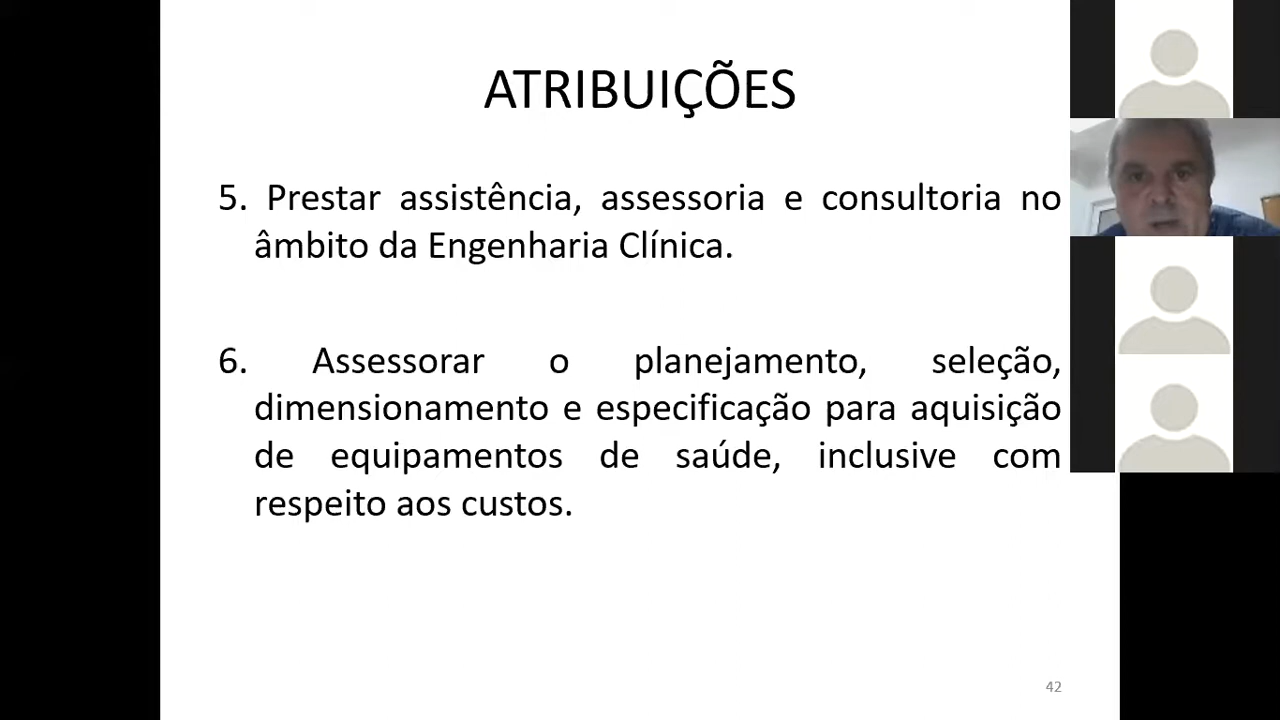 ATRIBUIÇÕES
5. Prestar assistência, assessoria e consultoria no
âmbito da Engenharia Clínica.
6. Assessorar o planejamento, seleção,
dimensionamento e especificação para aquisição
de equipamentos de saúde, inclusive com
respeito aos custos.
42